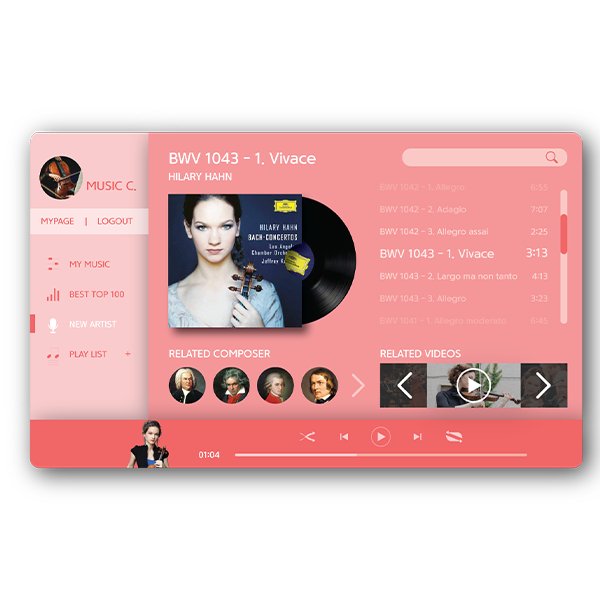 MUSIC C.
MYPAGE | LOGOUT
MY MUSIC
BEST TOP 100
NEW ARTIST
PLAY LIST +
BWV 1043 - 1. Vivace
HILARY HAHN
HILARY HAHN
BACH·CONCERTOS
Los Angel
Chamber Orche
Jeffrey K
BWV 1042 - 1. Allegro 6:55
BWV 1042 - 2. Adagio 7:07
BWV 1042 - 3. Allegro assai 2:25
BWV 1043 - 1. Vivace 3:13
BWV 1043 - 2. Largo ma non tanto 4:13
BWV 1043 - 3. Allegro 3:23
BWV 1041 - 1. Allegro moderato 6:45
RELATED COMPOSER
RELATED VIDEOS
01:04